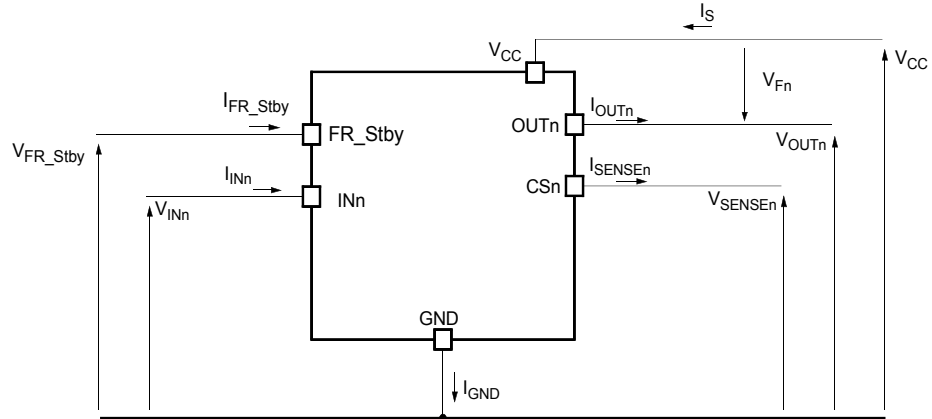 I_S
V_CC
V_CC
V_Fn
I_FR_Stby
I_OUTn
FR_Stby
OUTn
V_FR_Stby
V_OUTn
I_INn
I_SENSEn
INn
CSn
V_INn
V_SENSEn
GND
I_GND